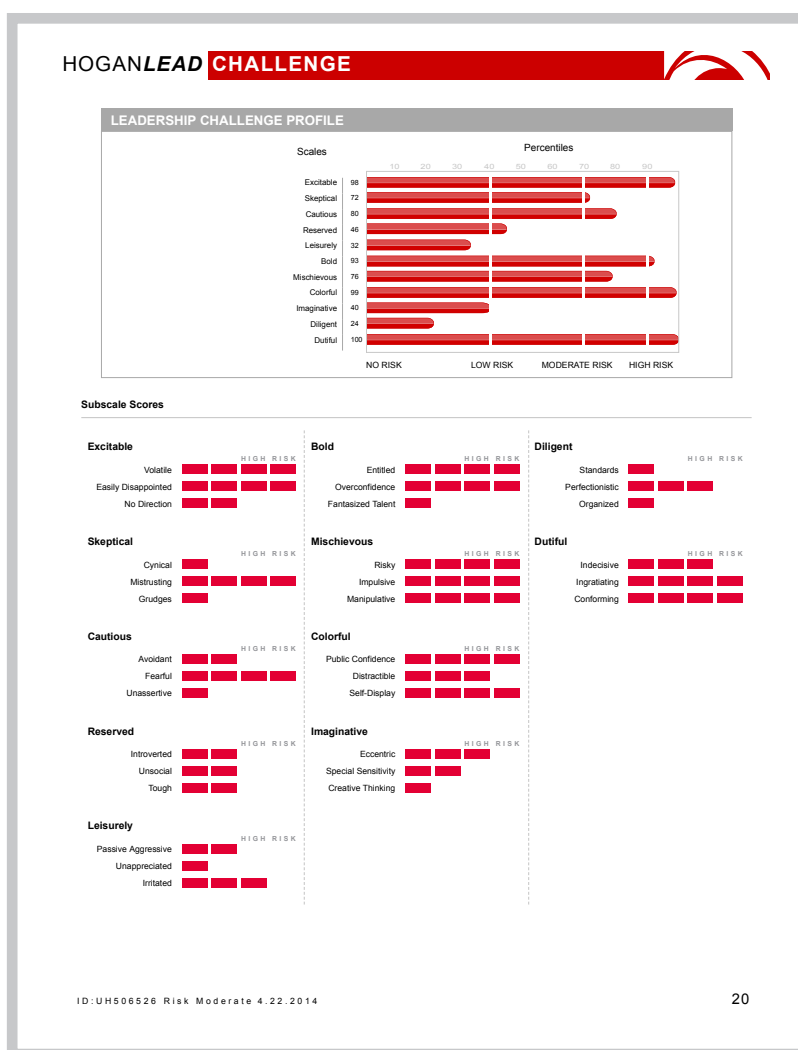 HOGANLEAD CHALLENGE
LEADERSHIP CHALLENGE PROFILE
Scales
Percentiles
10 20 30 40 50 60 70 80 90
Excitable 98
Skeptical 72
Cautious 80
Reserved 46
Leisurely 32
Bold 93
Mischievous 76
Colorful 99
Imaginative 40
Diligent 24
Dutiful 100
NO RISK LOW RISK MODERATE RISK HIGH RISK
Subscale Scores
Excitable
HIGH RISK
Volatile
Easily Disappointed
No Direction
Skeptical
HIGH RISK
Cynical
Mistrusting
Grudges
Cautious
HIGH RISK
Avoidant
Fearful
Unassertive
Reserved
HIGH RISK
Introverted
Unsocial
Tough
Leisurely
HIGH RISK
Passive Aggressive
Unappreciated
Irritated
Bold
HIGH RISK
Entitled
Overconfidence
Fantasized Talent
Mischievous
HIGH RISK
Risky
Impulsive
Manipulative
Colorful
HIGH RISK
Public Confidence
Distractible
Self-Display
Imaginative
HIGH RISK
Eccentric
Special Sensitivity
Creative Thinking
Diligent
HIGH RISK
Standards
Perfectionistic
Organized
Dutiful
HIGH RISK
Indecisive
Ingratiating
Conforming
ID:UH506526 Risk Moderate 4.22.2014
20